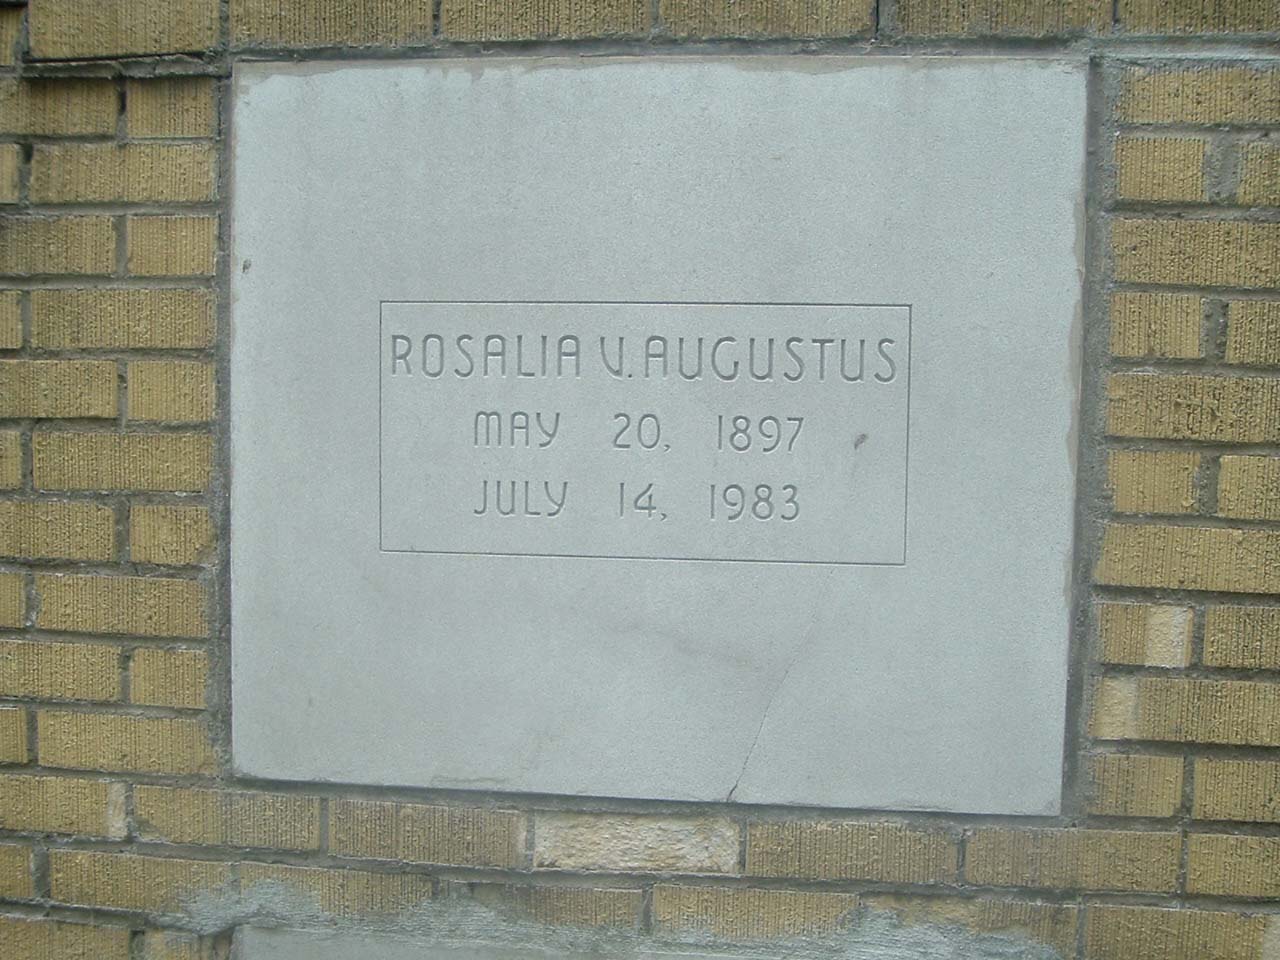 ROSALIA V. AUGUSTUS
MAY 20, 1897
JULY 14, 1983